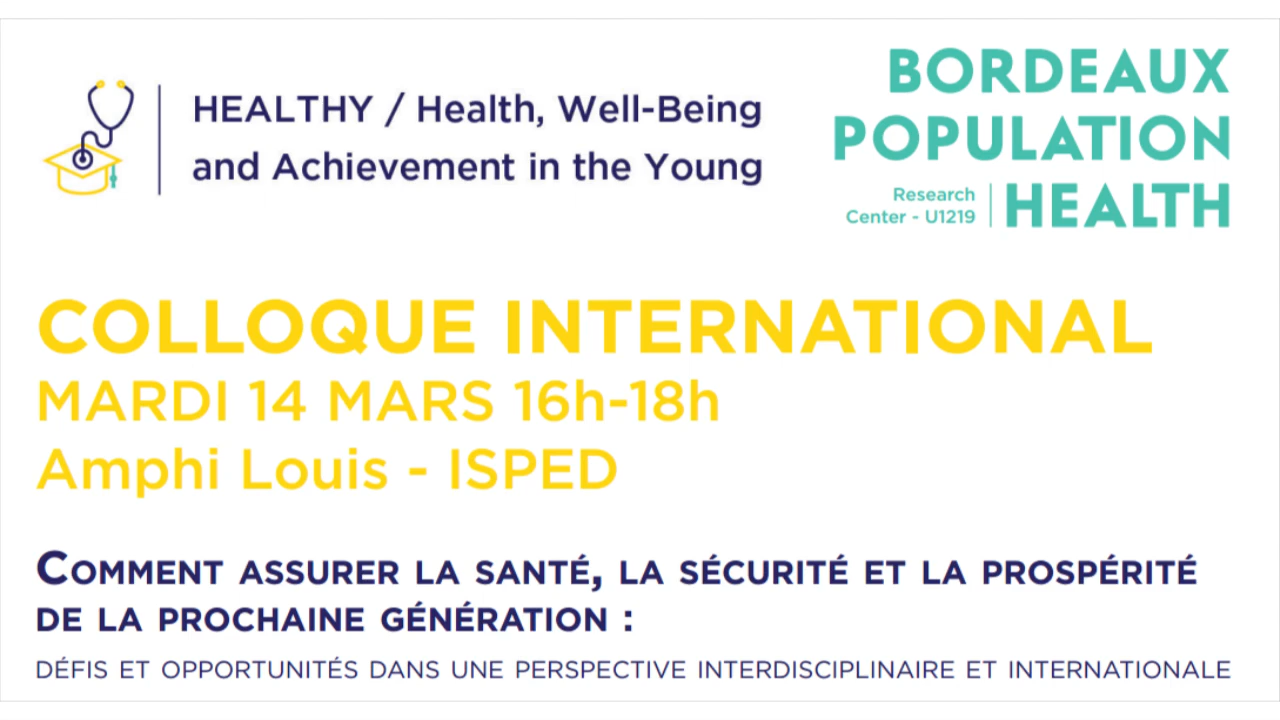 HEALTHY / Health, Well-Being
and Achievement in the Young
BORDEAUX
POPULATION
Research
Center - U1219
HEALTH
COLLOQUE INTERNATIONAL
MARDI 14 MARS 16h-18h
Amphi Louis - ISPED
COMMENT ASSURER LA SANTÉ, LA SÉCURITÉ ET LA PROSPÉRITÉ
DE LA PROCHAINE GÉNÉRATION :
DÉFIS ET OPPORTUNITÉS DANS UNE PERSPECTIVE INTERDISCIPLINAIRE ET INTERNATIONALE